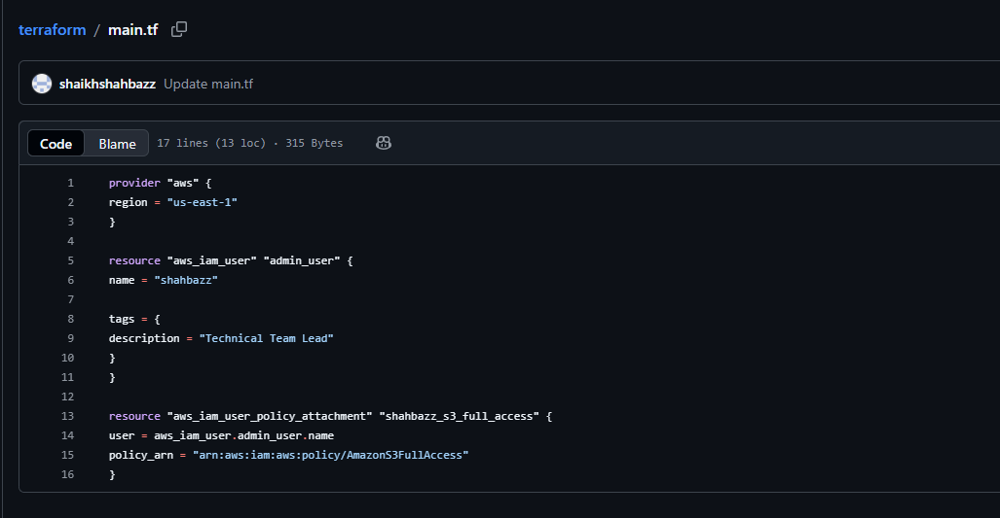 terraform / main.tf
shaikhshahbazz Update main.tf
Code Blame 17 lines (13 loc) · 315 Bytes
1 provider "aws" {
2 region = "us-east-1"
3 }
4
5 resource "aws_iam_user" "admin_user" {
6 name = "shahbazz"
7
8 tags = {
9 description = "Technical Team Lead"
10 }
11 }
12
13 resource "aws_iam_user_policy_attachment" "shahbazz_s3_full_access" {
14 user = aws_iam_user.admin_user.name
15 policy_arn = "arn:aws:iam:aws:policy/AmazonS3FullAccess"
16 }